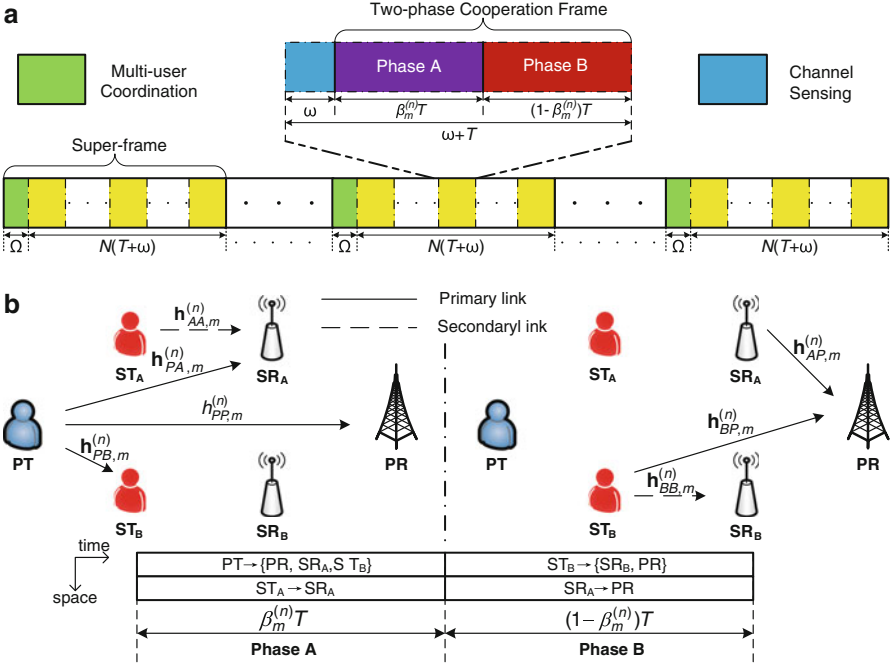 a
Two-phase Cooperation Frame
Multi-user
Coordination
Phase A
Phase B
Channel
Sensing
ω
β_m^(n)T
(1- β_m^(n))T
ω+T
Super-frame
· · · · · · · · · · · · · · · · · ·
Ω
N(T+ω)
· · · · · ·
Ω
N(T+ω)
· · · · · ·
Ω
N(T+ω)
b
Primary link
Secondaryl ink
ST_A
h_AA,m^(n)
SR_A
h_PA,m^(n)
PT
h_PP,m^(n)
PR
h_PB,m^(n)
ST_B
SR_B
ST_A
SR_A
h_AP,m^(n)
PT
h_BP,m^(n)
PR
h_BB,m^(n)
ST_B
SR_B
time
space
PT→{PR, SR_A,S T_B}
ST_B→{SR_B, PR}
ST_A→SR_A
SR_A→PR
β_m^(n)T
(1− β_m^(n))T
Phase A
Phase B